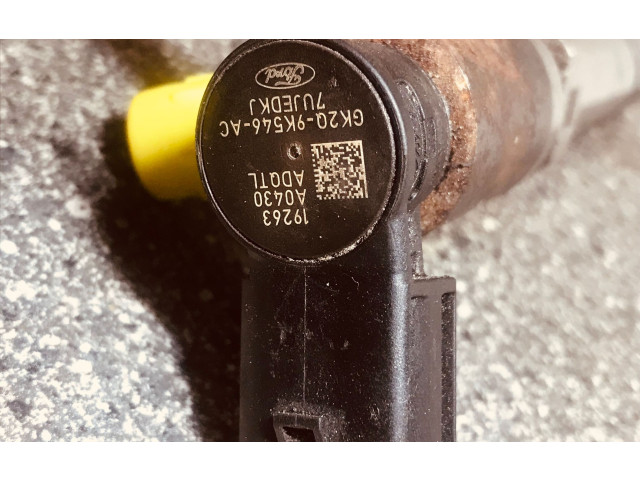 Ford
GK2Q-9K546-AC
7UJEDKJ
19263
A0430
ADQTL